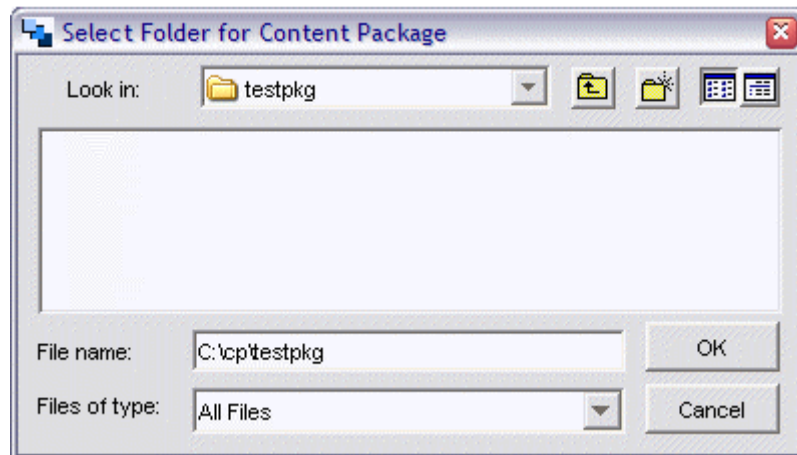 Select Folder for Content Package
Look in: testpkg
File name: C:\cp\testpkg OK
Files of type: All Files Cancel